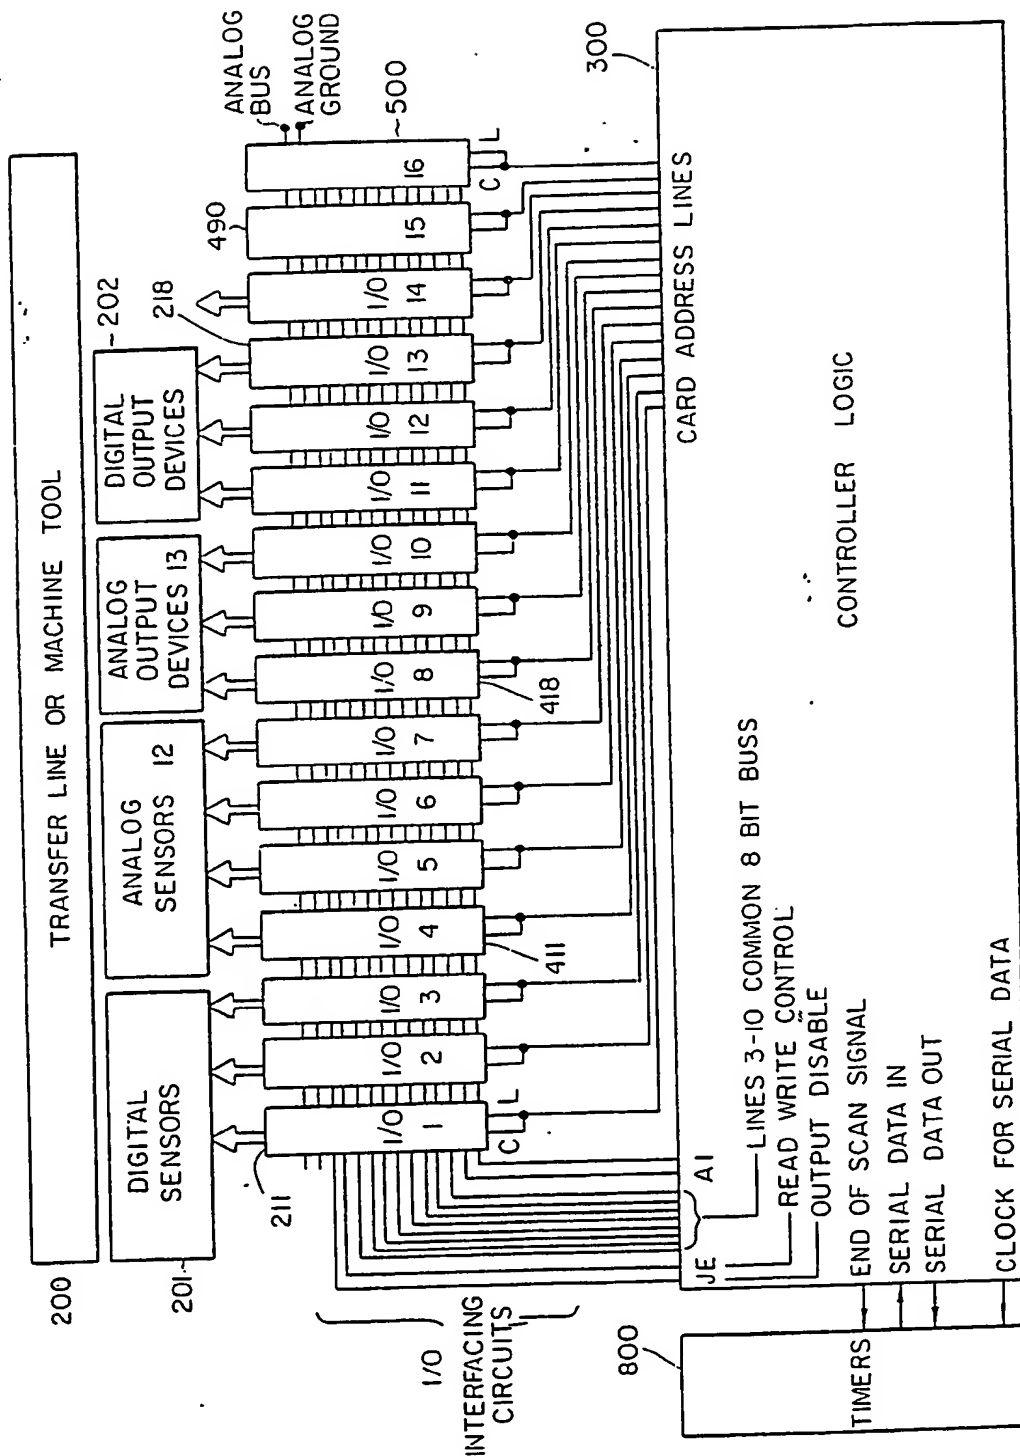 200
TRANSFER LINE OR MACHINE TOOL
201
DIGITAL
SENSORS
ANALOG
SENSORS 12
ANALOG
OUTPUT
DEVICES 13
DIGITAL
OUTPUT
DEVICES
202
218
490
ANALOG
BUS
ANALOG
GROUND
211
I/O
1
I/O
2
I/O
3
I/O
4
I/O
5
I/O
6
I/O
7
I/O
8
I/O
9
I/O
10
I/O
11
I/O
12
I/O
13
I/O
14
15
16
500
C L
411
418
C L
I/O
INTERFACING
CIRCUITS
JE
A1
CARD ADDRESS LINES
300
LINES 3-10 COMMON 8 BIT BUSS
READ WRITE CONTROL
OUTPUT DISABLE
CONTROLLER LOGIC
800
TIMERS
END OF SCAN SIGNAL
SERIAL DATA IN
SERIAL DATA OUT
CLOCK FOR SERIAL DATA